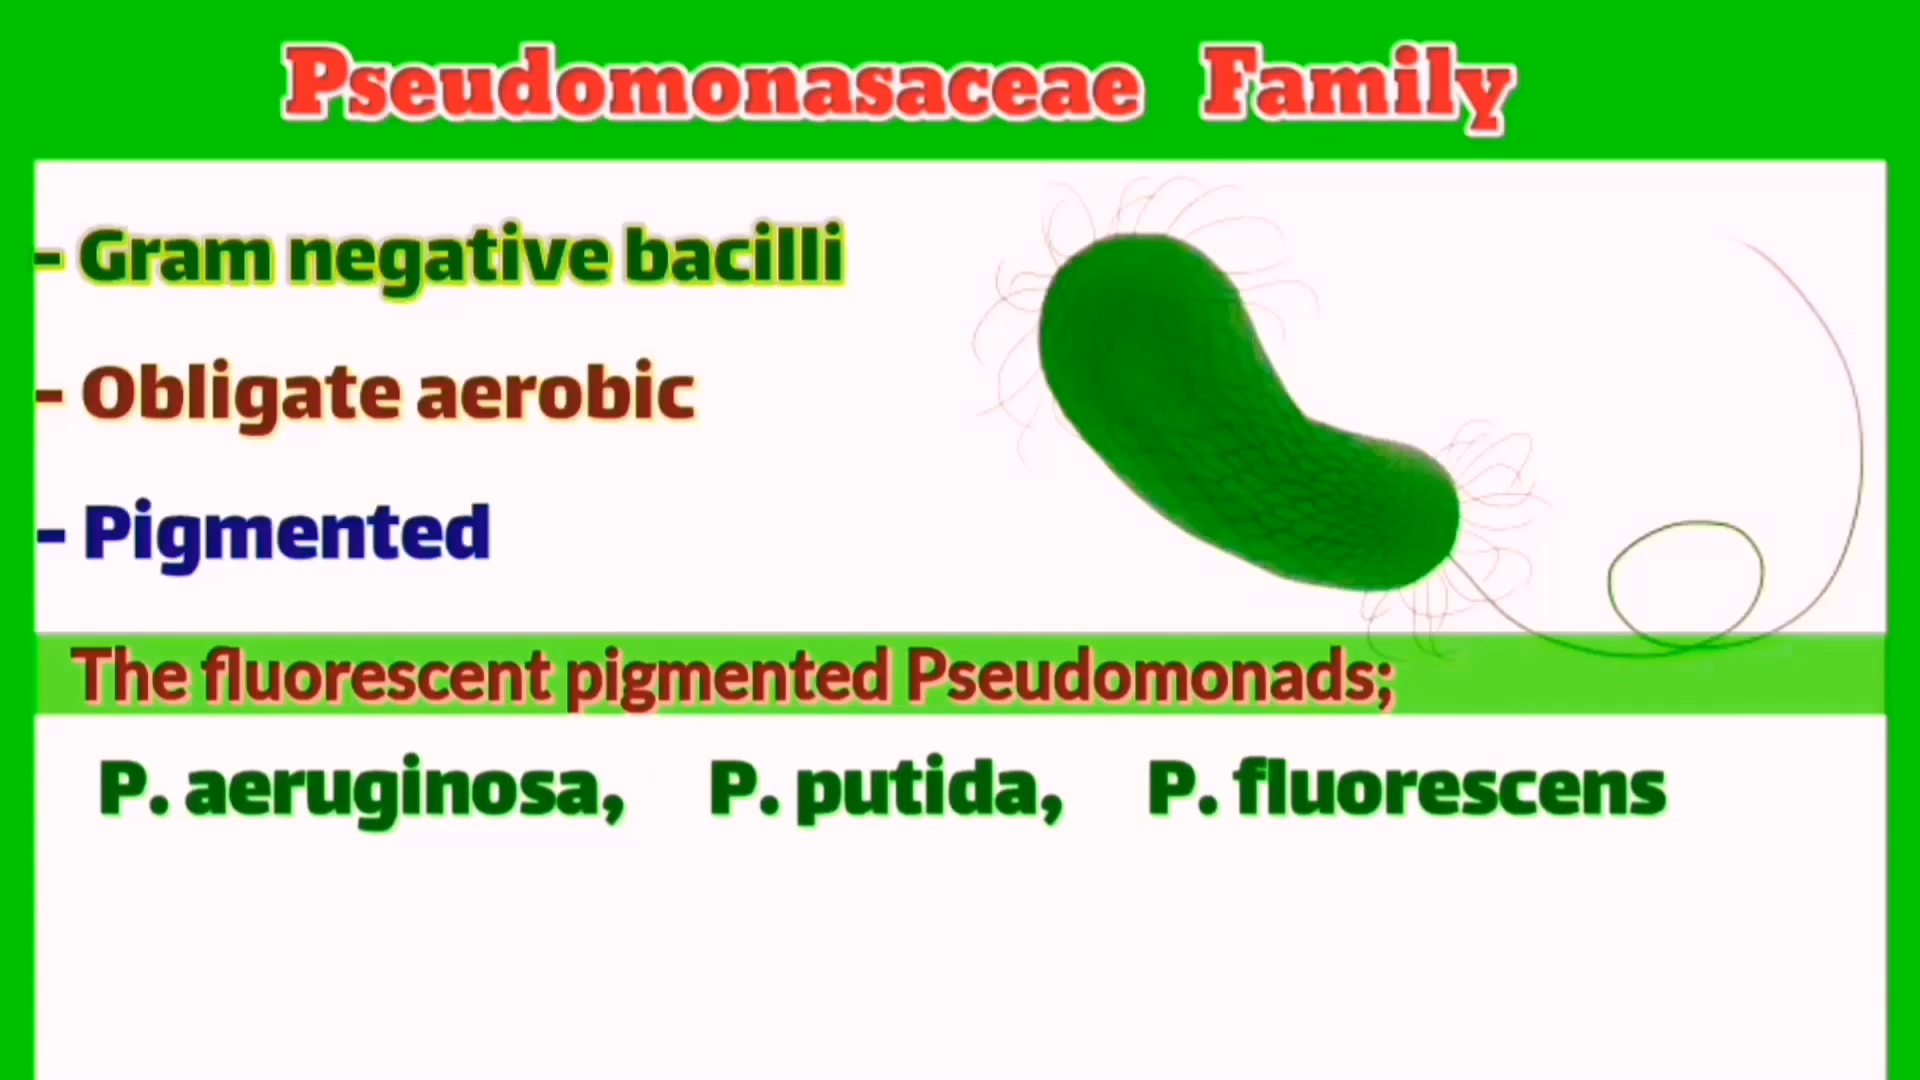 Pseudomonasaceae Family
- Gram negative bacilli
- Obligate aerobic
- Pigmented
The fluorescent pigmented Pseudomonads;
P. aeruginosa, P. putida, P. fluorescens